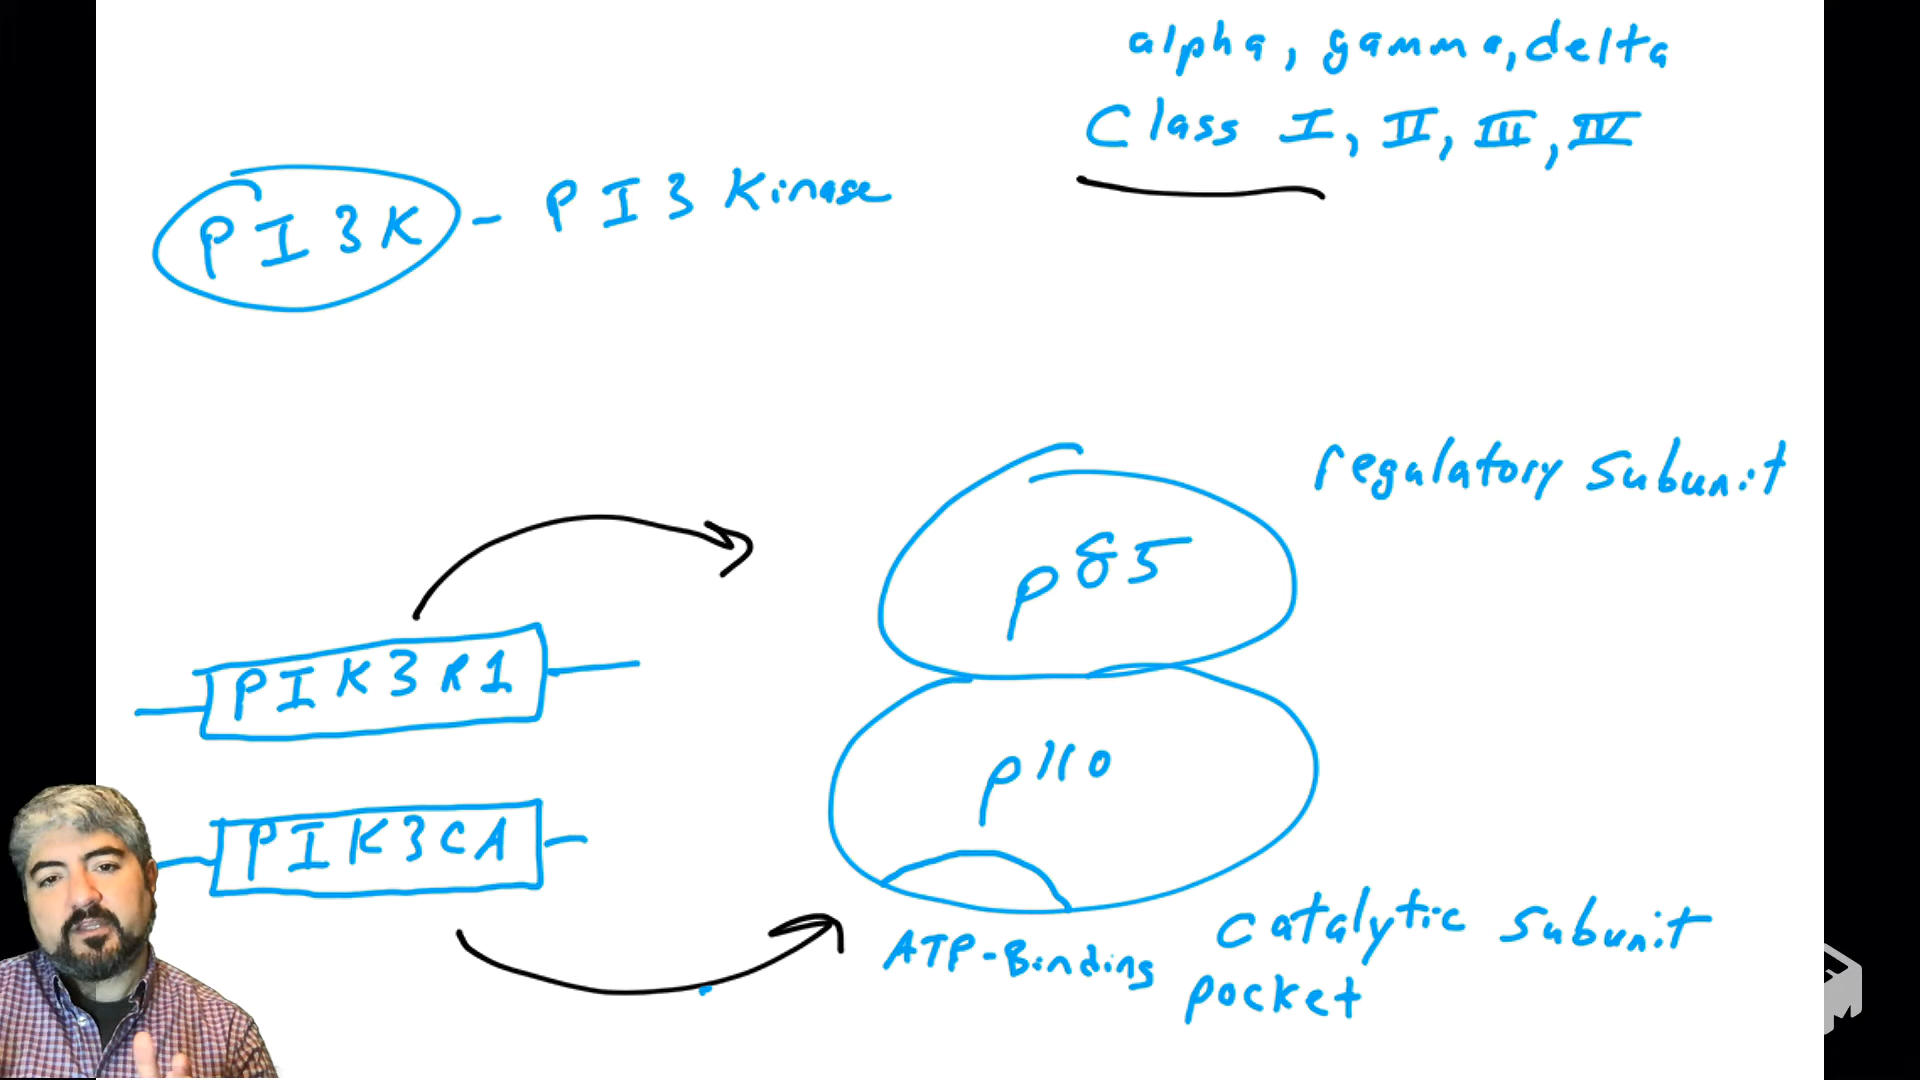 alpha, gamma, delta
Class I, II, III, IV
PI3K - PI3 Kinase
regulatory subunit
p85
PIK3R1
p110
PIK3CA
catalytic subunit
ATP-Binding pocket